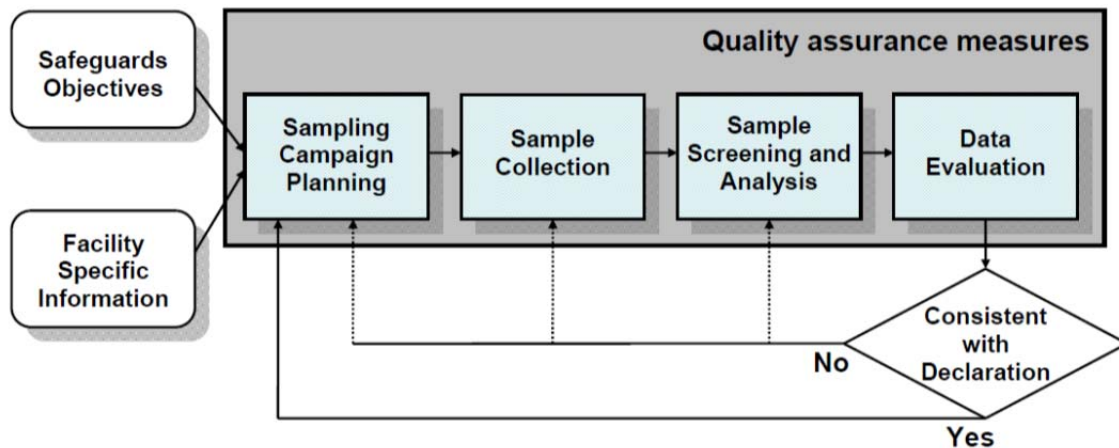 Quality assurance measures
Safeguards
Objectives
Facility
Specific
Information
Sampling
Campaign
Planning
Sample
Collection
Sample
Screening and
Analysis
Data
Evaluation
Consistent
with
Declaration
No
Yes